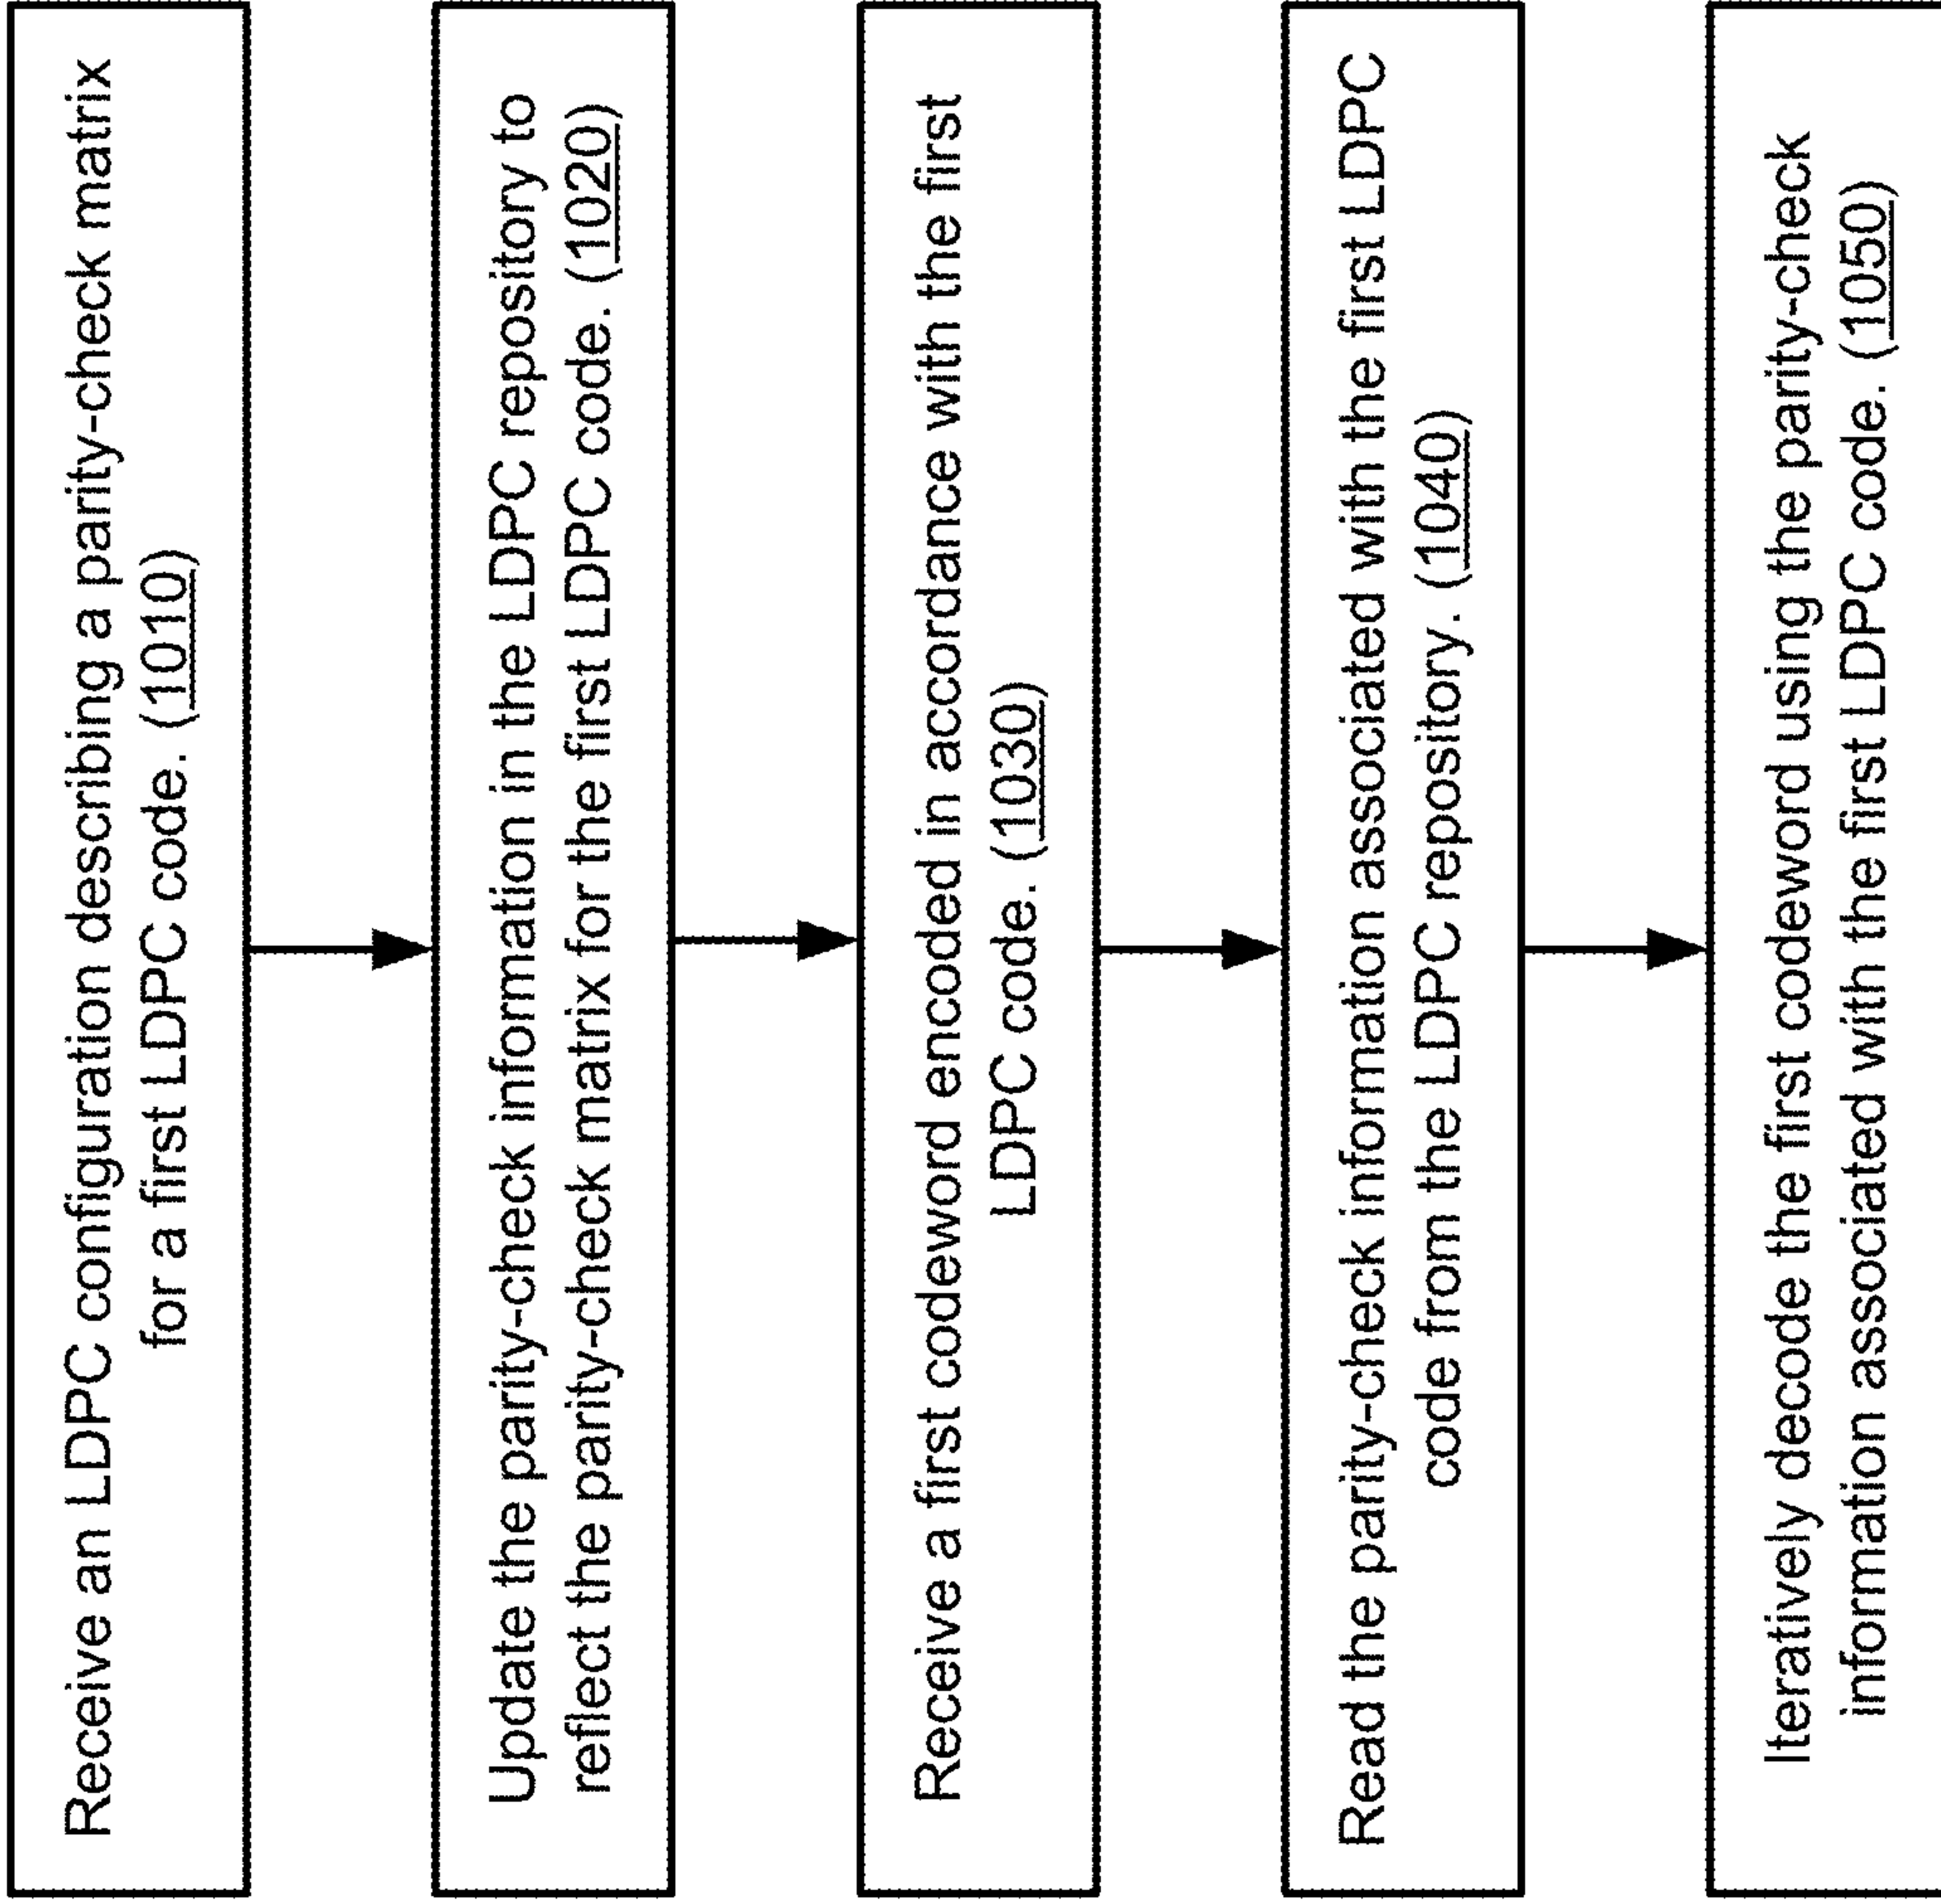 Receive an LDPC configuration describing a parity-check matrix
for a first LDPC code. (1010)
Update the parity-check information in the LDPC repository to
reflect the parity-check matrix for the first LDPC code. (1020)
Receive a first codeword encoded in accordance with the first
LDPC code. (1030)
Read the parity-check information associated with the first LDPC
code from the LDPC repository. (1040)
Iteratively decode the first codeword using the parity-check
information associated with the first LDPC code. (1050)